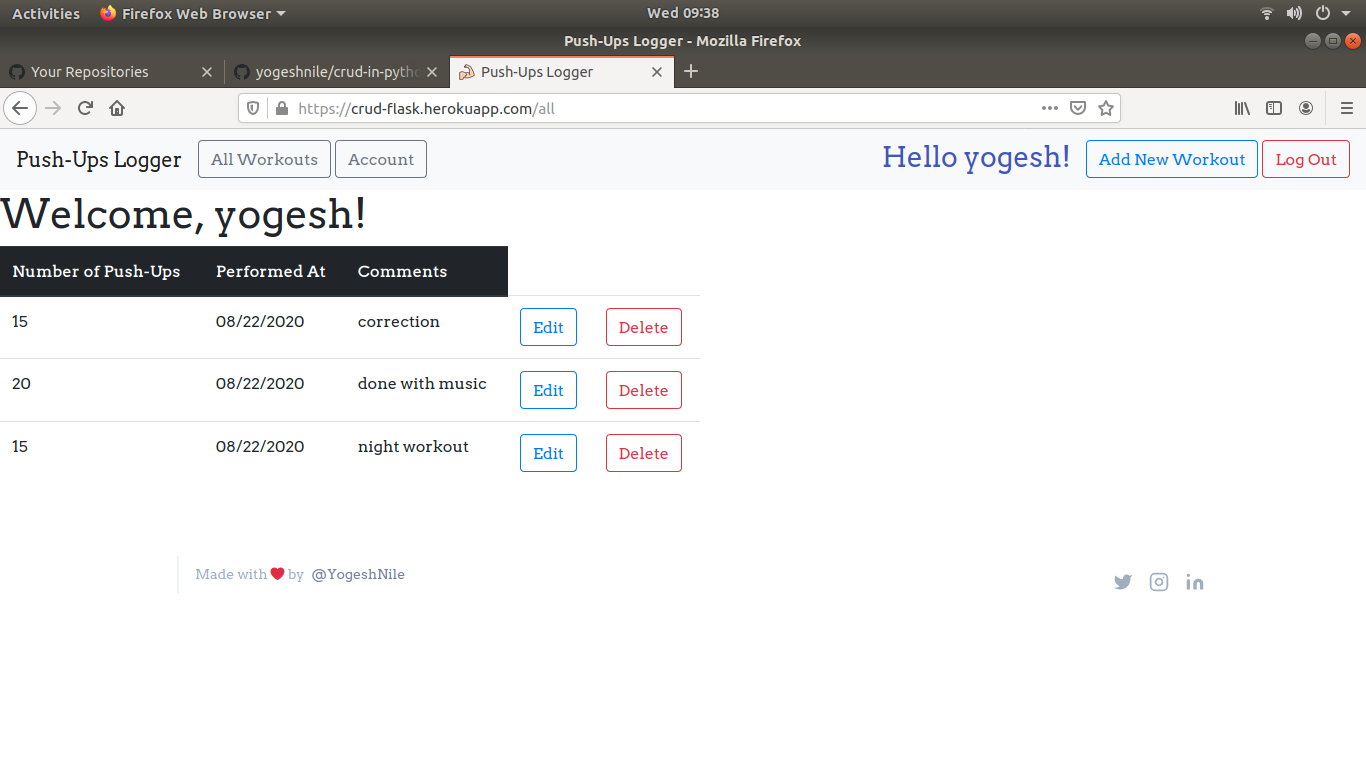 Activities Firefox Web Browser Wed 09:38
Push-Ups Logger - Mozilla Firefox
Your Repositories yogeshnile/crud-in-pytho Push-Ups Logger
https://crud-flask.herokuapp.com/all
Push-Ups Logger All Workouts Account Hello yogesh! Add New Workout Log Out
Welcome, yogesh!
Number of Push-Ups Performed At Comments
15 08/22/2020 correction Edit Delete
20 08/22/2020 done with music Edit Delete
15 08/22/2020 night workout Edit Delete
Made with ❤ by @YogeshNile